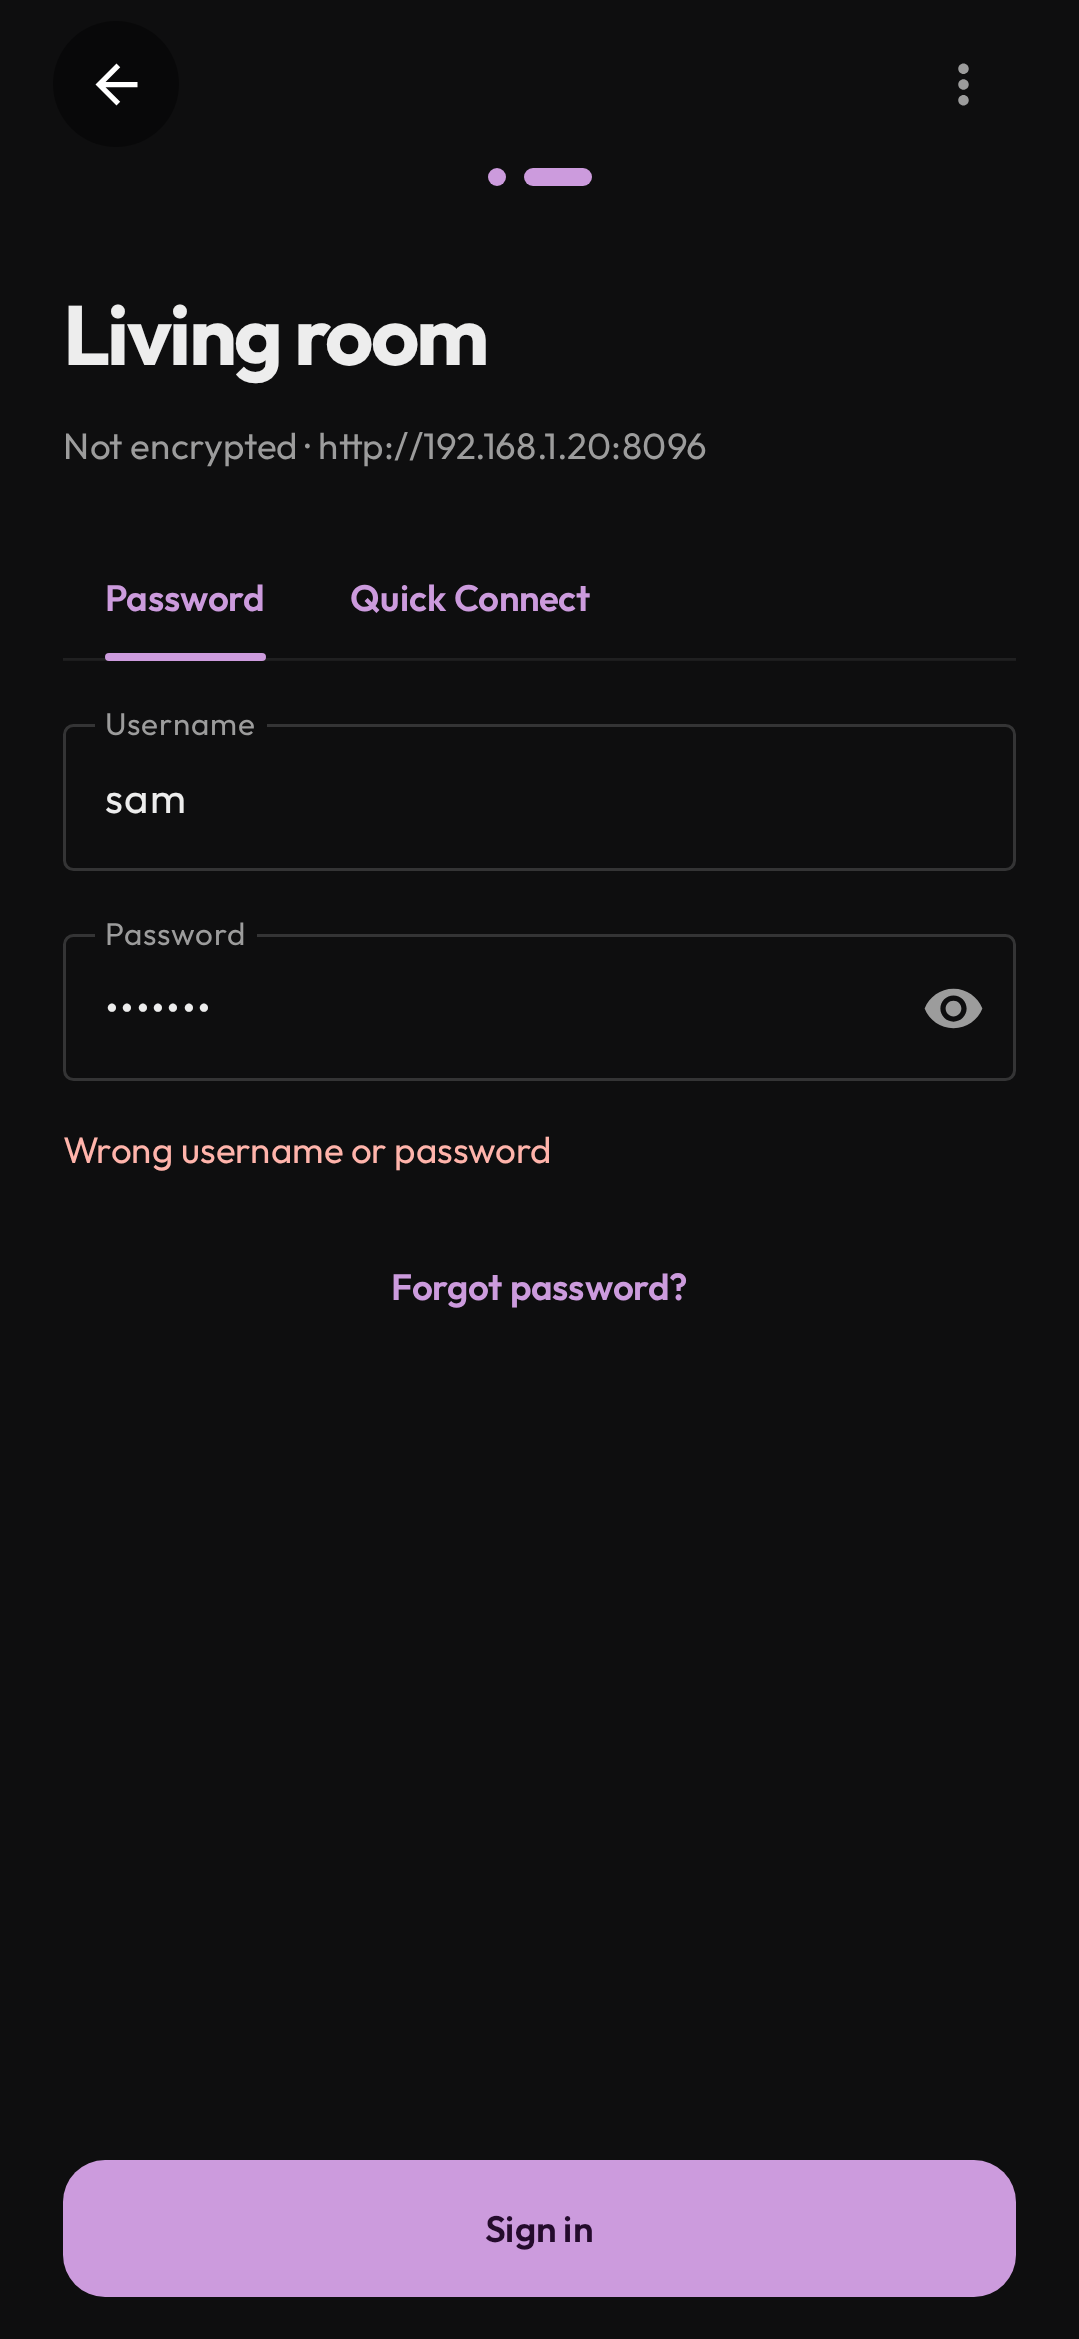 Living room
Not encrypted · http://192.168.1.20:8096
Password
Quick Connect
Username
sam
Password
•••••••
Wrong username or password
Forgot password?
Sign in